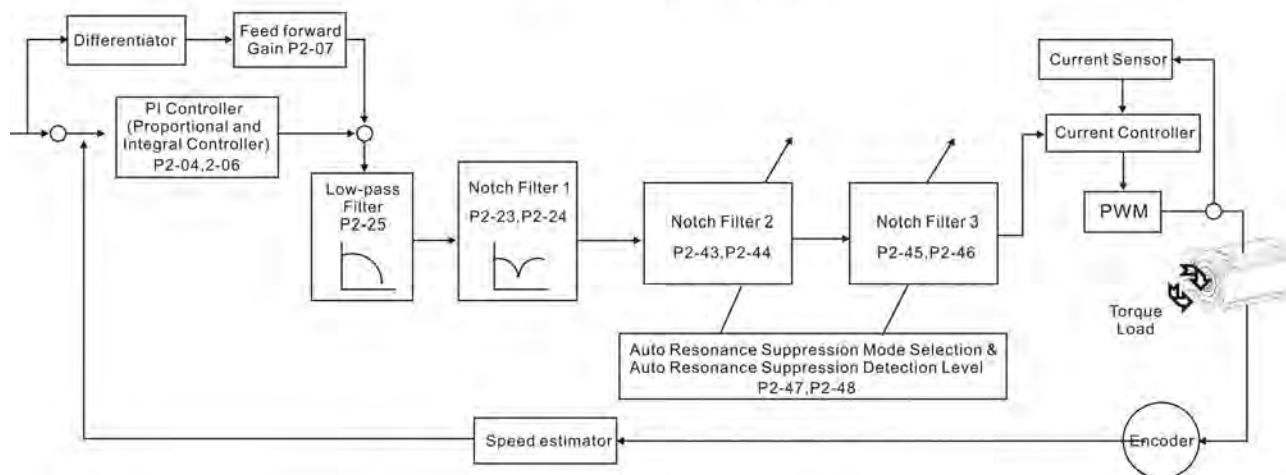 Differentiator
Feed forward
Gain P2-07
PI Controller
(Proportional and
Integral Controller)
P2-04,2-06
Low-pass
Filter
P2-25
Notch Filter 1
P2-23,P2-24
Notch Filter 2
P2-43,P2-44
Notch Filter 3
P2-45,P2-46
Current Sensor
Current Controller
PWM
Torque
Load
Auto Resonance Suppression Mode Selection &
Auto Resonance Suppression Detection Level
P2-47,P2-48
Speed estimator
Encoder